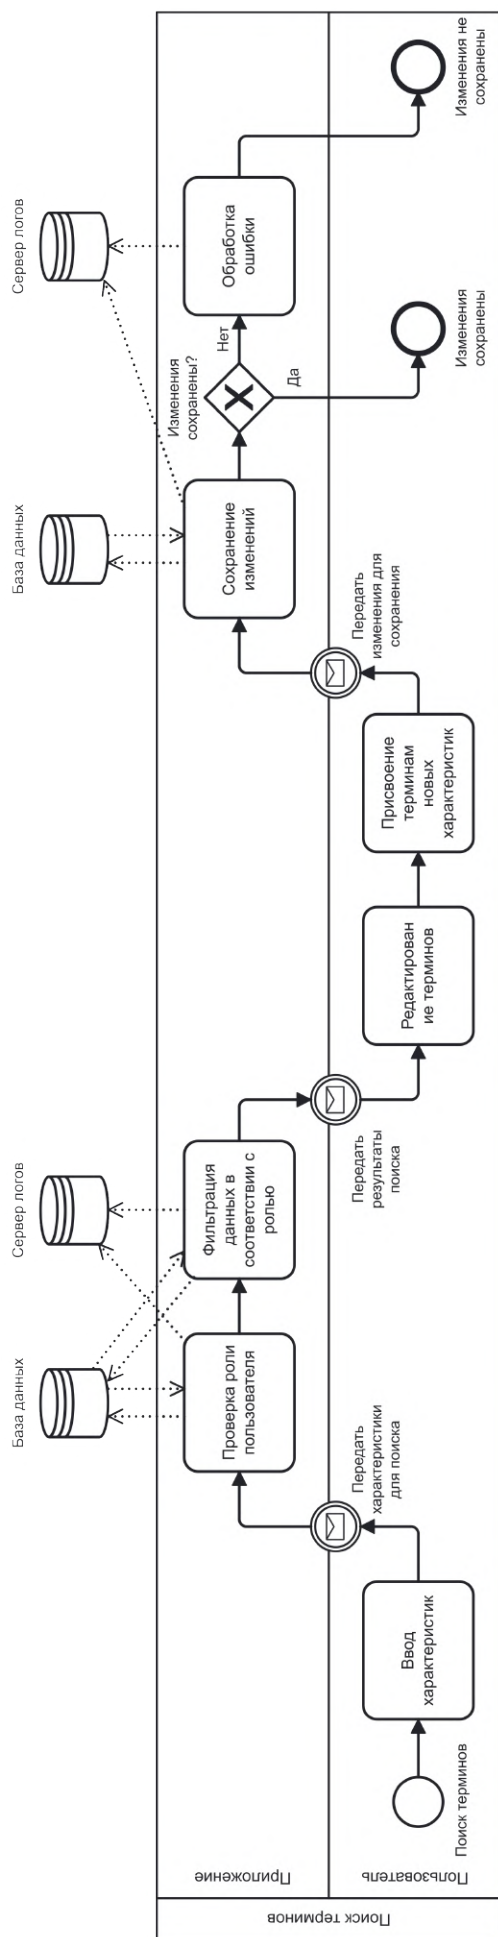 Поиск терминов
Приложение
Пользователь
База данных
Сервер логов
База данных
Сервер логов
Проверка роли
пользователя
Фильтрация
данных в
соответствии с
ролью
Сохранение
изменений
Изменения
сохранены?
Нет
Да
Обработка
ошибки
Поиск терминов
Ввод
характеристик
Передать
характеристики
для поиска
Передать
результаты
поиска
Редактирован
ие терминов
Присвоение
терминам
новых
характеристик
Передать
изменения для
сохранения
Изменения
сохранены
Изменения не
сохранены